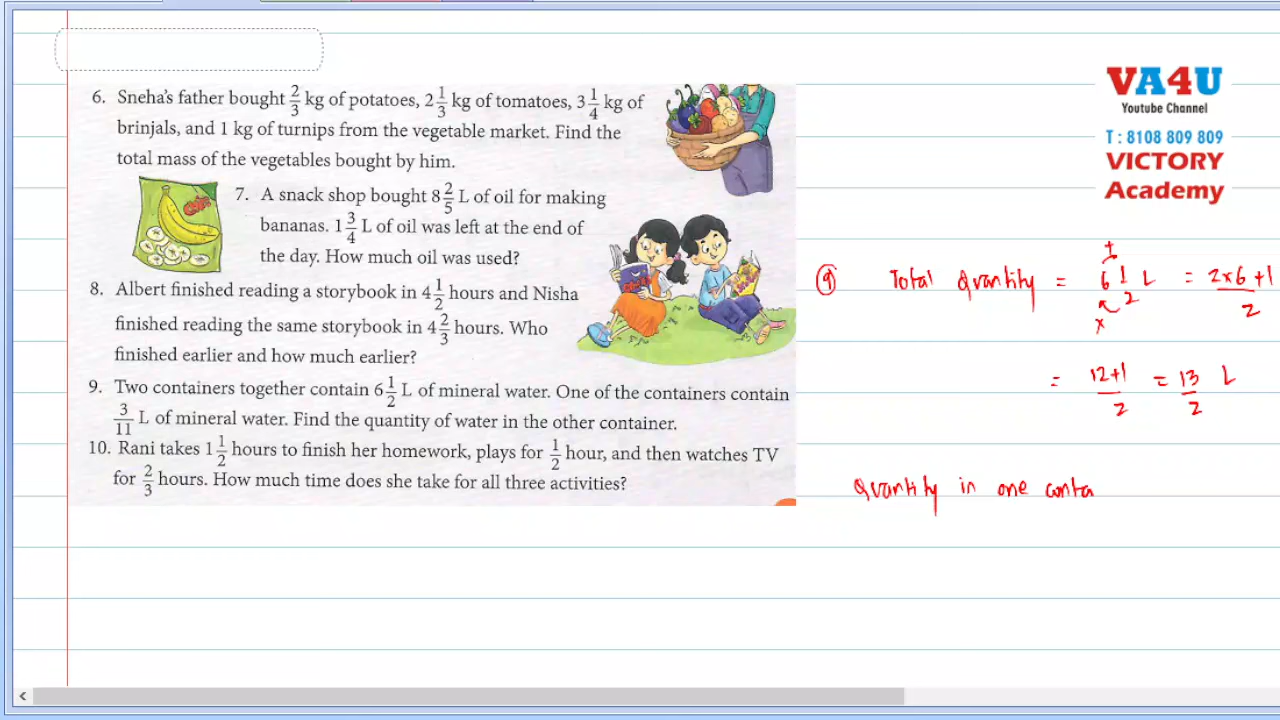 6. Sneha's father bought 2/3 kg of potatoes, 2 1/3 kg of tomatoes, 3 1/4 kg of
brinjals, and 1 kg of turnips from the vegetable market. Find the
total mass of the vegetables bought by him.
7. A snack shop bought 8 2/5 L of oil for making
bananas. 1 3/4 L of oil was left at the end of
the day. How much oil was used?
8. Albert finished reading a storybook in 4 1/2 hours and Nisha
finished reading the same storybook in 4 2/3 hours. Who
finished earlier and how much earlier?
9. Two containers together contain 6 1/2 L of mineral water. One of the containers contain
3/11 L of mineral water. Find the quantity of water in the other container.
10. Rani takes 1 1/2 hours to finish her homework, plays for 1/2 hour, and then watches TV
for 2/3 hours. How much time does she take for all three activities?
VA4U
Youtube Channel
T : 8108 809 809
VICTORY
Academy
9 Total Quantity = 6 1/2 L = 2×6+1/2
+
×
= 12+1/2 = 13/2 L
Quantity in one conta